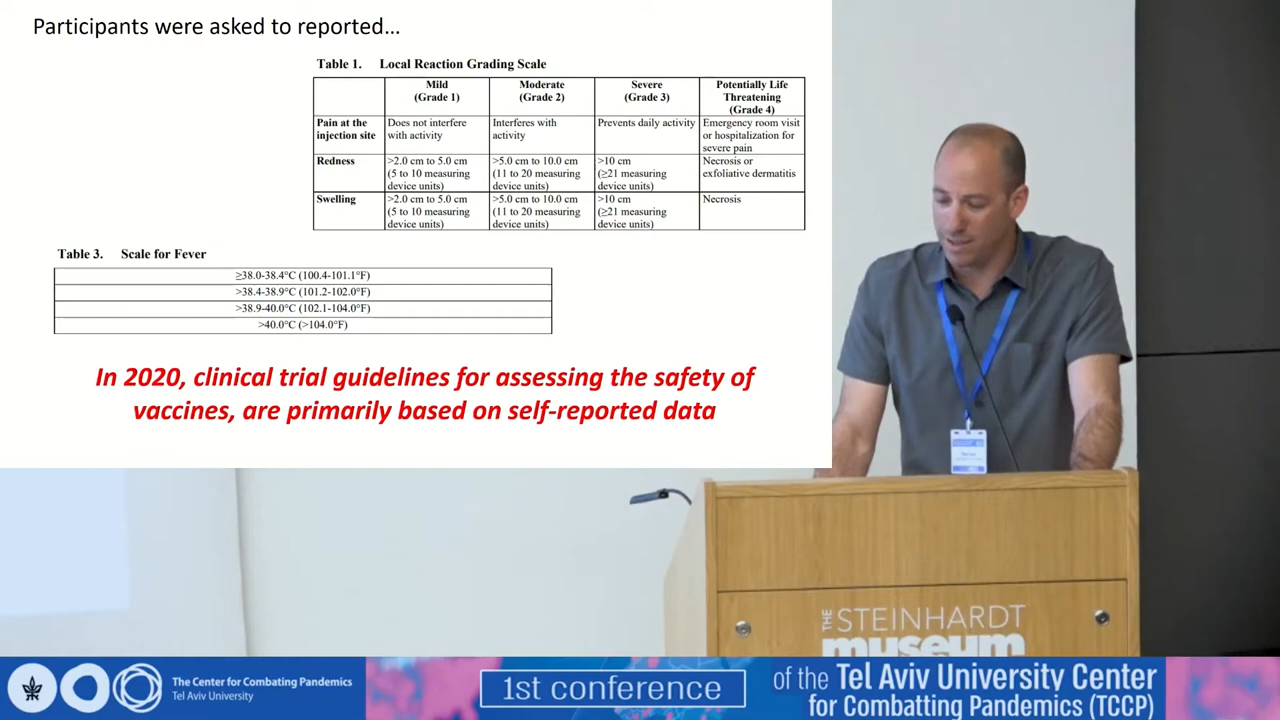 Participants were asked to reported…
Table 1. Local Reaction Grading Scale
Mild (Grade 1) Moderate (Grade 2) Severe (Grade 3) Potentially Life Threatening (Grade 4)
Pain at the injection site Does not interfere with activity Interferes with activity Prevents daily activity Emergency room visit or hospitalization for severe pain
Redness >2.0 cm to 5.0 cm (5 to 10 measuring device units) >5.0 cm to 10.0 cm (11 to 20 measuring device units) >10 cm (≥21 measuring device units) Necrosis or exfoliative dermatitis
Swelling >2.0 cm to 5.0 cm (5 to 10 measuring device units) >5.0 cm to 10.0 cm (11 to 20 measuring device units) >10 cm (≥21 measuring device units) Necrosis
Table 3. Scale for Fever
≥38.0-38.4°C (100.4-101.1°F)
>38.4-38.9°C (101.2-102.0°F)
>38.9-40.0°C (102.1-104.0°F)
>40.0°C (>104.0°F)
In 2020, clinical trial guidelines for assessing the safety of
vaccines, are primarily based on self-reported data
THE STEINHARDT
museum
The Center for Combating Pandemics
Tel Aviv University
1st conference
of the Tel Aviv University Center
for Combatting Pandemics (TCCP)